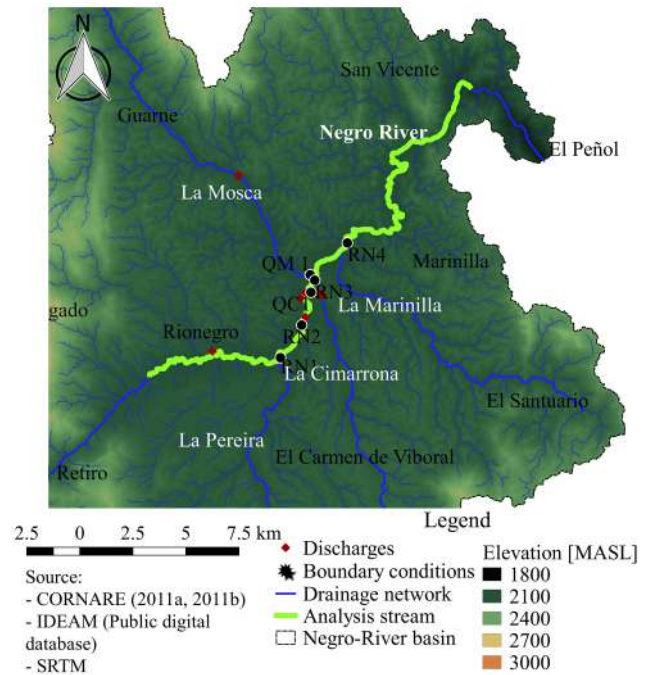 N
San Vicente
Guarne
Negro River
El Peñol
La Mosca
RN4
QM 1
Marinilla
QC
RN3
La Marinilla
gado
Rionegro
RN2
RN1
La Cimarrona
El Santuario
La Pereira
El Carmen de Viboral
Retiro
2.5 0 2.5 5 7.5 km
Source:
- CORNARE (2011a, 2011b)
- IDEAM (Public digital
database)
- SRTM
Legend
Discharges
Boundary conditions
Drainage network
Analysis stream
Negro-River basin
Elevation [MASL]
1800
2100
2400
2700
3000